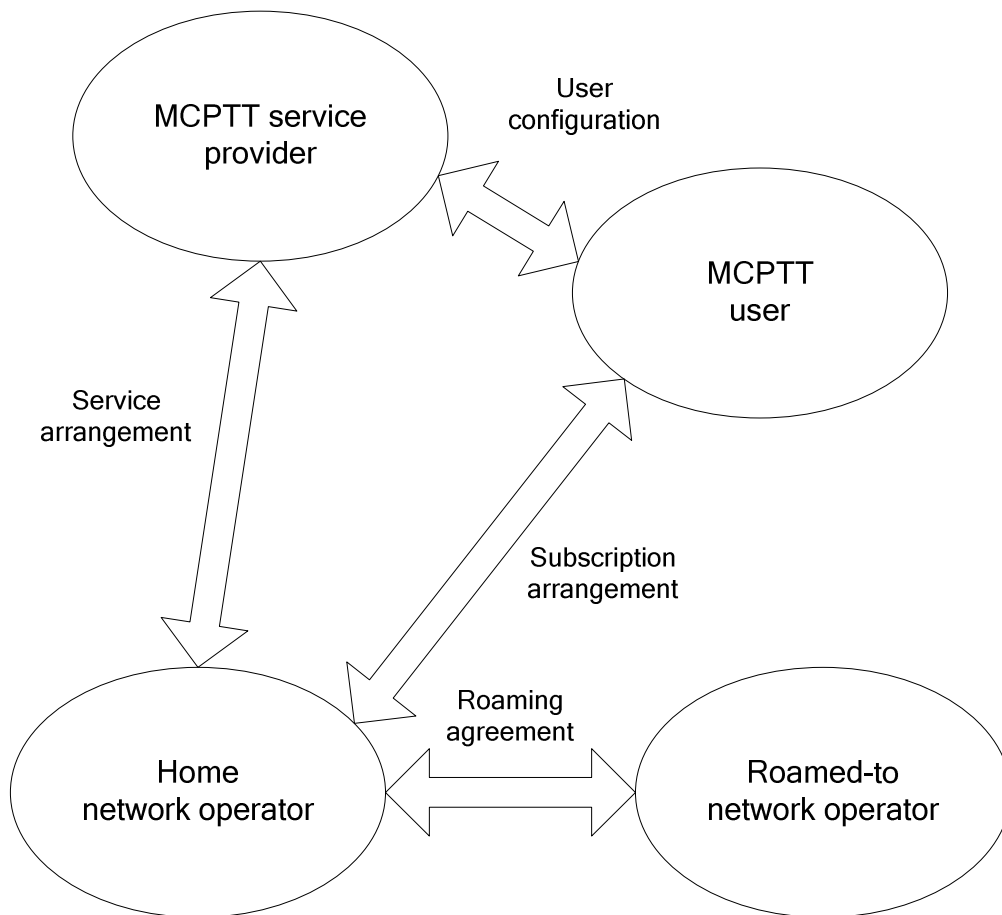 MCPTT service
provider
User
configuration
MCPTT
user
Service
arrangement
Subscription
arrangement
Roaming
agreement
Home
network operator
Roamed-to
network operator